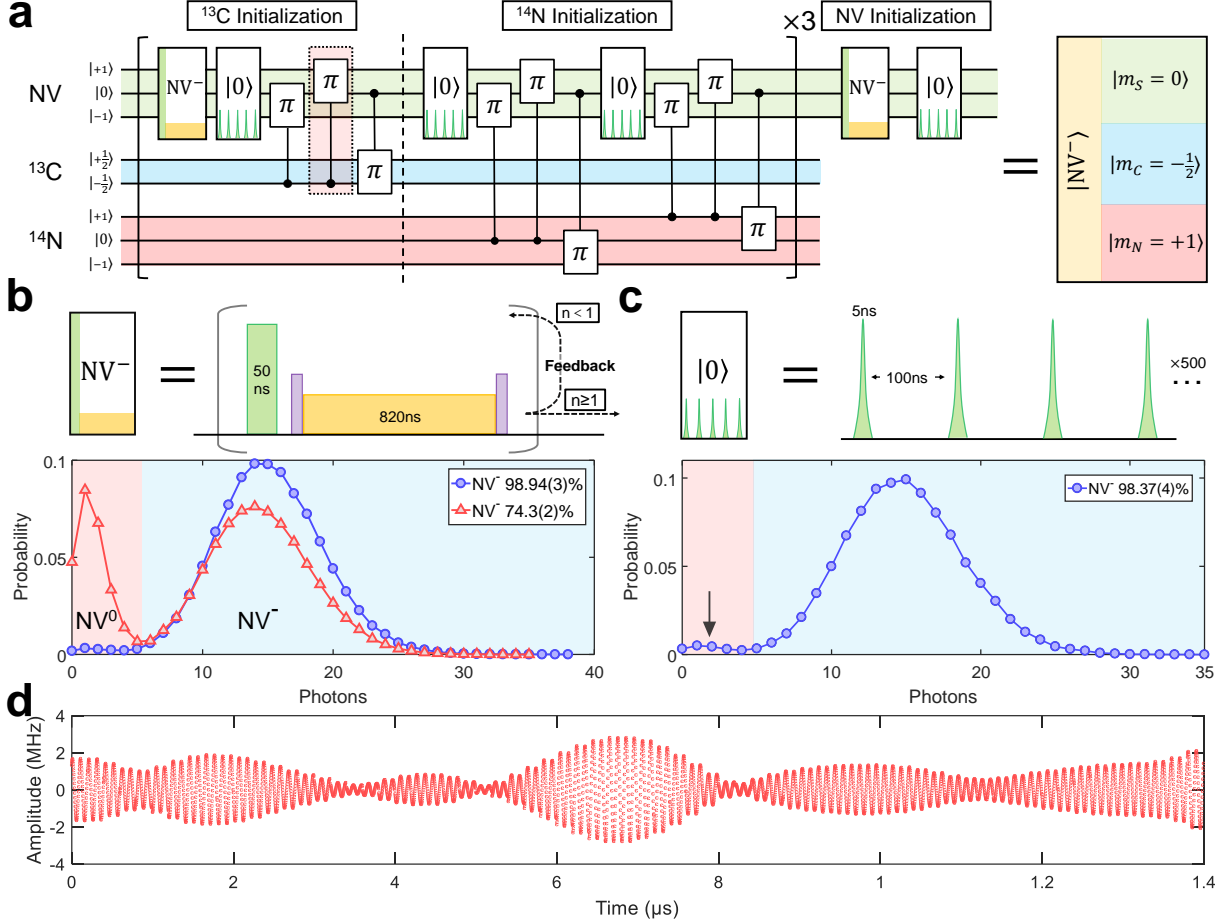 a
¹³C Initialization
¹⁴N Initialization
×3
NV Initialization
NV
|+1⟩
|0⟩
|−1⟩
NV⁻
|0⟩
π
π
π
|0⟩
π
π
π
|0⟩
π
π
π
NV⁻
|0⟩
¹³C
|+½⟩
|−½⟩
¹⁴N
|+1⟩
|0⟩
|−1⟩
=
|NV⁻⟩
|m_S = 0⟩
|m_C = −½⟩
|m_N = +1⟩
b
NV⁻
=
50
ns
820ns
n < 1
Feedback
n≥1
c
|0⟩
=
5ns
100ns
×500
...
Probability
0.1
0.05
0
NV⁻ 98.94(3)%
NV⁻ 74.3(2)%
NV⁰
NV⁻
0 10 20 30 40
Photons
Probability
0.1
0.05
0
NV⁻ 98.37(4)%
0 5 10 15 20 25 30 35
Photons
d
Amplitude (MHz)
4
2
0
-2
-4
0 2 4 6 8 1 1.2 1.4
Time (µs)